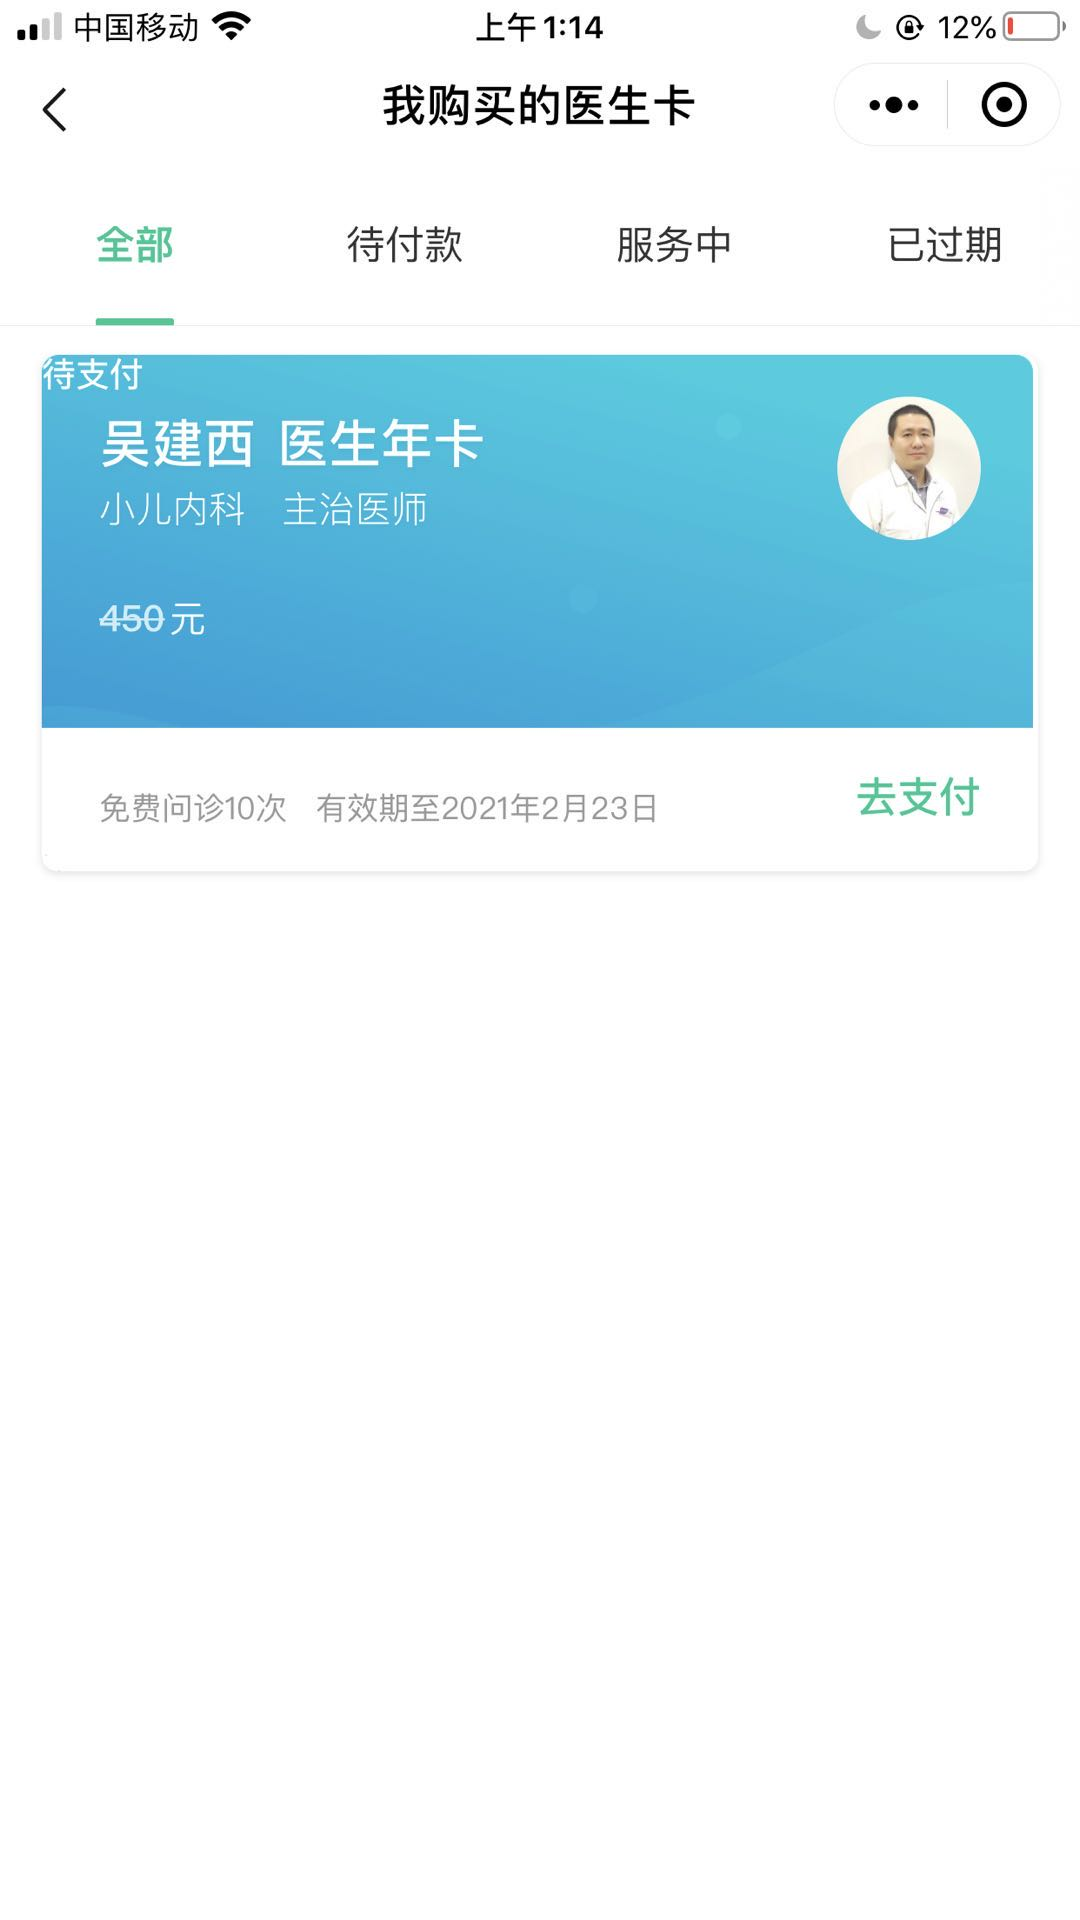 中国移动 上午1:14 12%
我购买的医生卡
全部 待付款 服务中 已过期
待支付
吴建西 医生年卡
小儿内科 主治医师
450元
免费问诊10次 有效期至2021年2月23日 去支付